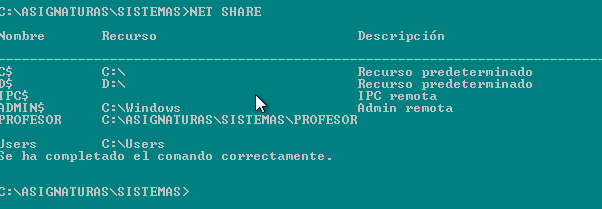 C:\ASIGNATURAS\SISTEMAS>NET SHARE
Nombre Recurso Descripción
C$ C:\ Recurso predeterminado
D$ D:\ Recurso predeterminado
IPC$ IPC remota
ADMIN$ C:\Windows Admin remota
PROFESOR C:\ASIGNATURAS\SISTEMAS\PROFESOR
Users C:\Users
Se ha completado el comando correctamente.
C:\ASIGNATURAS\SISTEMAS>